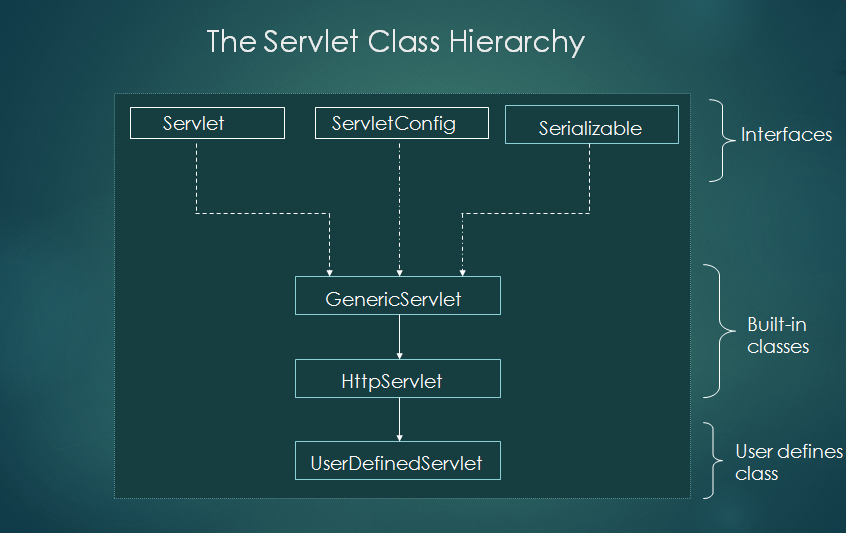 The Servlet Class Hierarchy
Servlet
ServletConfig
Serializable
Interfaces
GenericServlet
Built-in
classes
HttpServlet
UserDefinedServlet
User defines
class